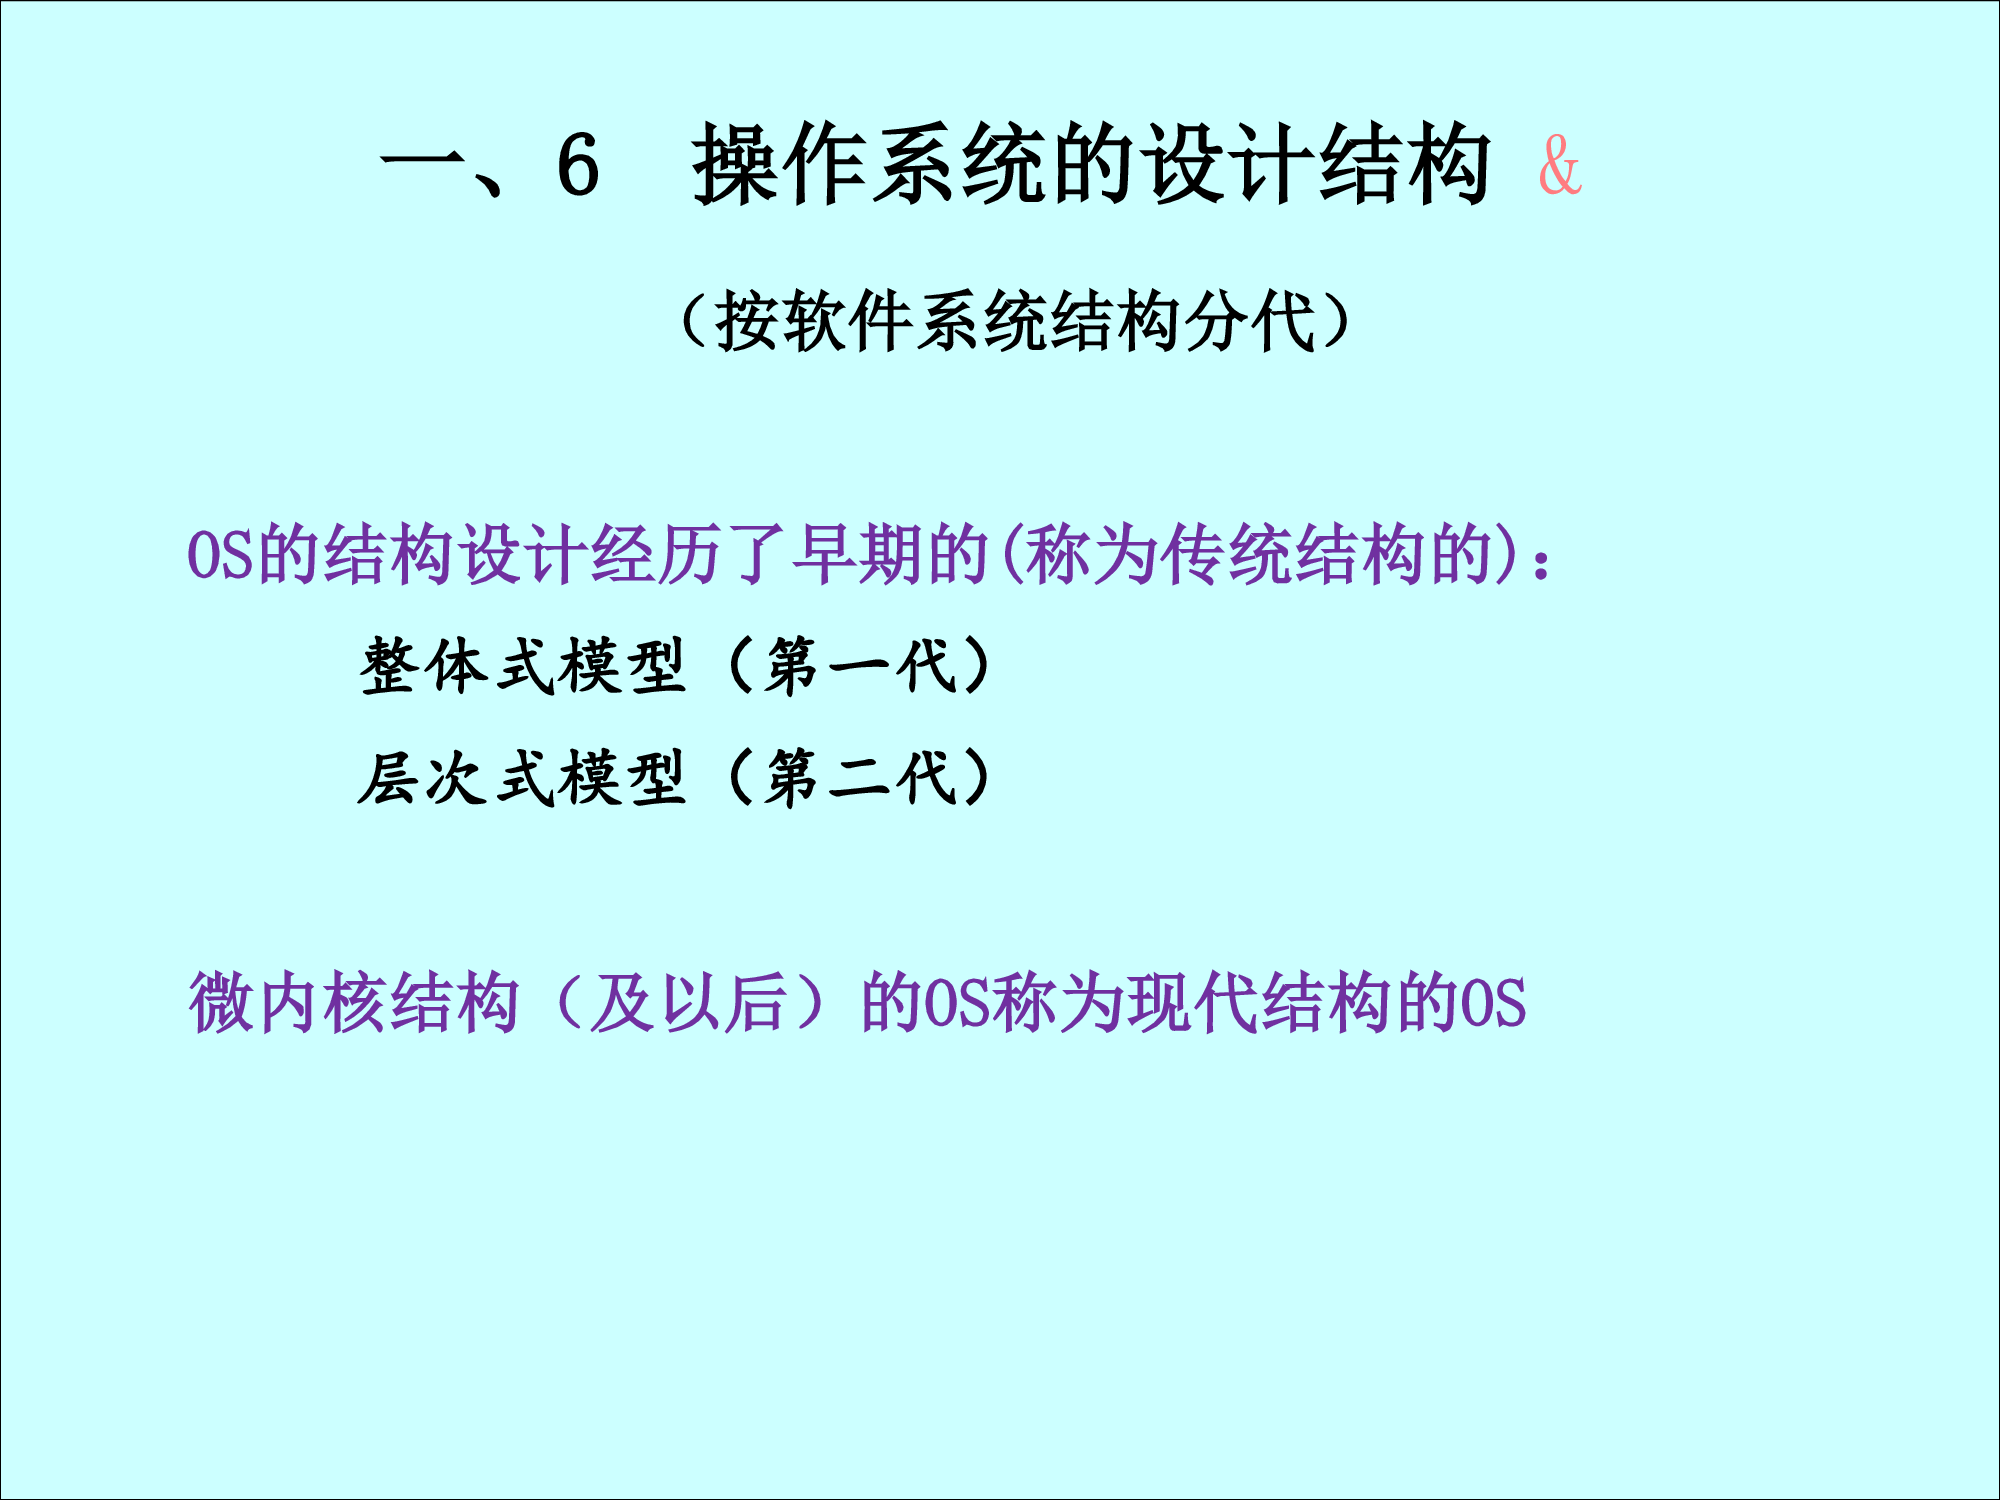 一、6 操作系统的设计结构 &
（按软件系统结构分代）
OS的结构设计经历了早期的(称为传统结构的)：
整体式模型（第一代）
层次式模型（第二代）
微内核结构（及以后）的OS称为现代结构的OS